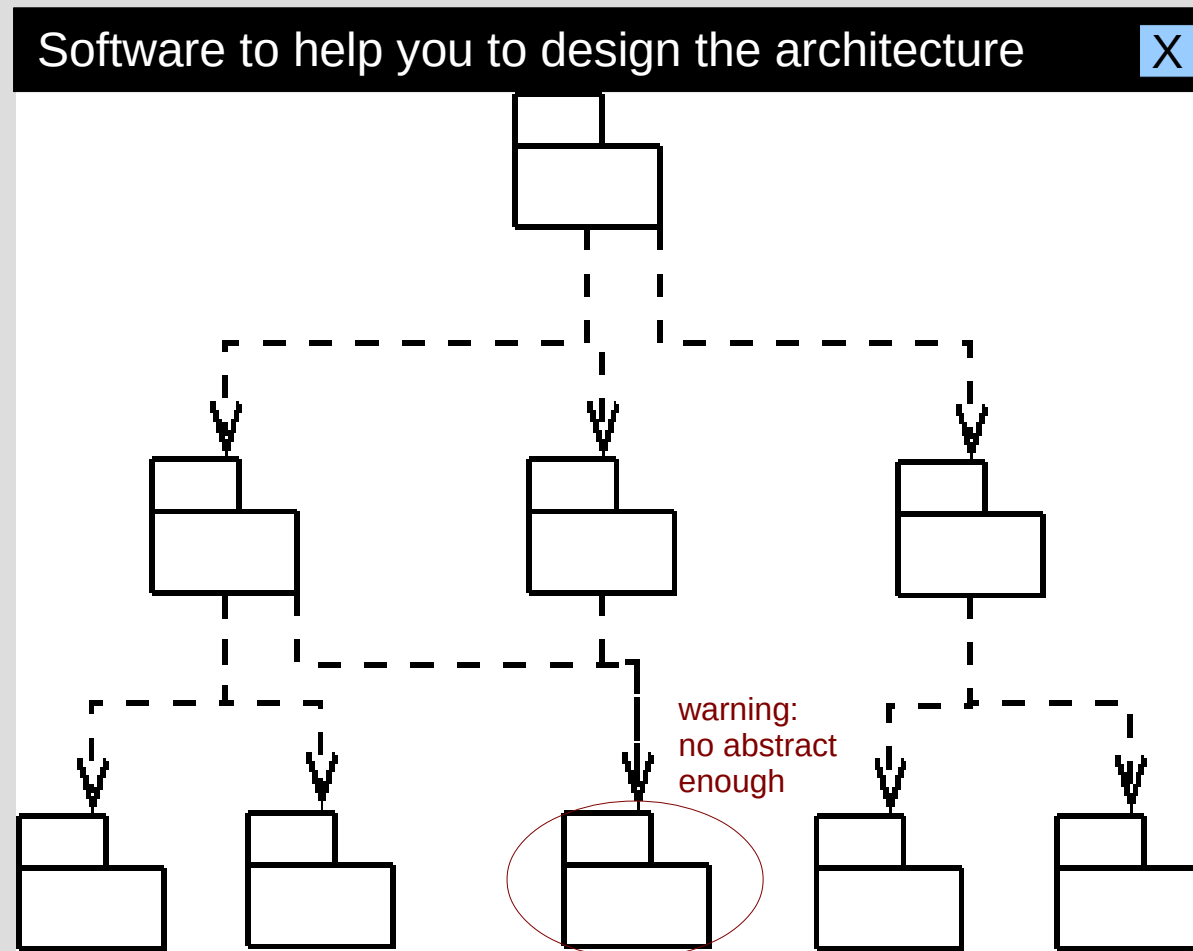 Software to help you to design the architecture
X
warning:
no abstract
enough